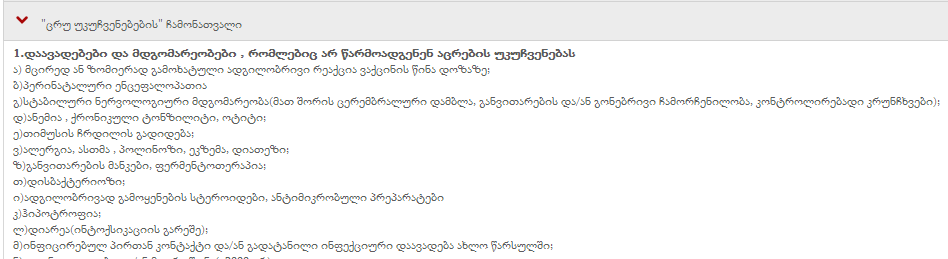 "ცრუ უკუჩვენებების" ჩამონათვალი
1.დაავადებები და მდგომარეობები , რომლებიც არ წარმოადგენენ აცრების უკუჩვენებას
ა) მცირედ ან ზომიერად გამოხატული ადგილობრივი რეაქცია ვაქცინის წინა დოზაზე;
ბ)პერინატალური ენცეფალოპათია
გ)სტაბილური ნერვოლოგიური მდგომარეობა(მათ შორის ცერემბრალური დამბლა, განვითარების და/ან გონებრივი ჩამორჩენილობა, კონტროლირებადი კრუნჩხვები);
დ)ანემია , ქრონიკული ტონზილიტი, ოტიტი;
ე)თიმუსის ჩრდილის გადიდება;
ვ)ალერგია, ასთმა , პოლინოზი, ეკზემა, დიათეზი;
ზ)განვითარების მანკები, ფერმენტოთერაპია;
თ)დისბაქტერიოზი;
ი)ადგილობრივად გამოყენების სტეროიდები, ანტიმიკრობული პრეპარატები
კ)ჰიპოტროფია;
ლ)დიარეა(ინტოქსიკაციის გარეშე);
მ)ინფიცირებულ პირთან კონტაქტი და/ან გადატანილი ინფექციური დაავადება ახლო წარსულში;